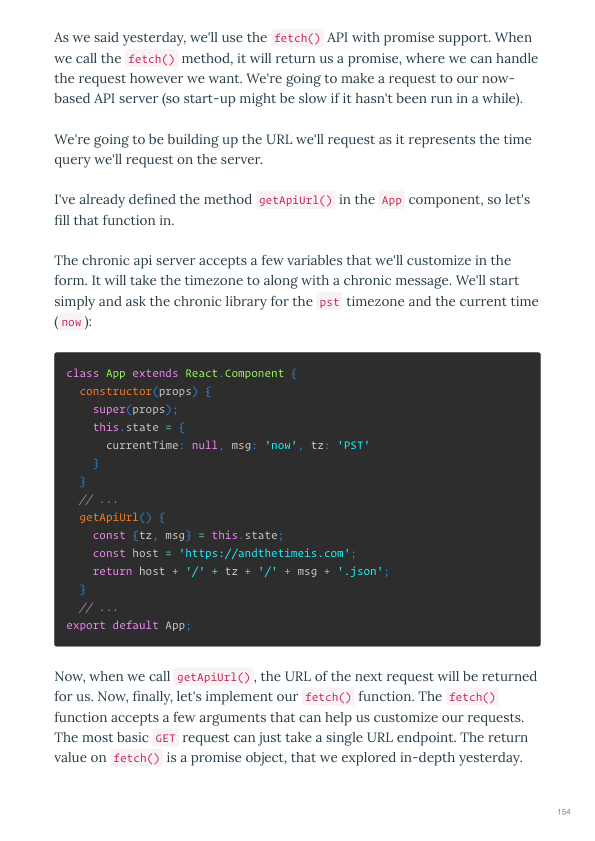 As we said yesterday, we'll use the fetch() API with promise support. When
we call the fetch() method, it will return us a promise, where we can handle
the request however we want. We're going to make a request to our now-
based API server (so start-up might be slow if it hasn't been run in a while).
We're going to be building up the URL we'll request as it represents the time
query we'll request on the server.
I've already defined the method getApiUrl() in the App component, so let's
fill that function in.
The chronic api server accepts a few variables that we'll customize in the
form. It will take the timezone to along with a chronic message. We'll start
simply and ask the chronic library for the pst timezone and the current time
( now ):
class App extends React.Component {
  constructor(props) {
    super(props);
    this.state = {
      currentTime: null, msg: 'now', tz: 'PST'
    }
  }
  // ...
  getApiUrl() {
    const {tz, msg} = this.state;
    const host = 'https://andthetimeis.com';
    return host + '/' + tz + '/' + msg + '.json';
  }
  // ...
export default App;
Now, when we call getApiUrl() , the URL of the next request will be returned
for us. Now, finally, let's implement our fetch() function. The fetch()
function accepts a few arguments that can help us customize our requests.
The most basic GET request can just take a single URL endpoint. The return
value on fetch() is a promise object, that we explored in-depth yesterday.
154